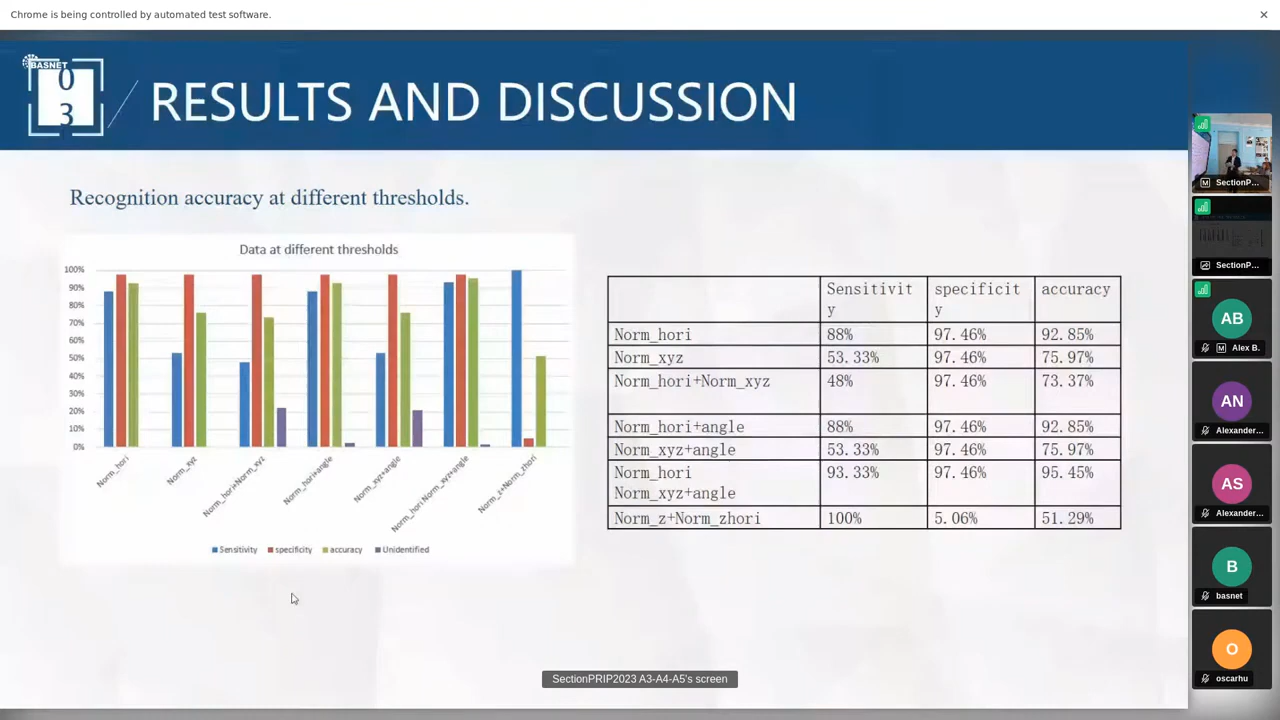 Chrome is being controlled by automated test software.
BASNET
0
3
RESULTS AND DISCUSSION
Recognition accuracy at different thresholds.
Data at different thresholds
100%
90%
80%
70%
60%
50%
40%
30%
20%
10%
0%
Norm_hori
Norm_xyz
Norm_hori+Norm_xyz
Norm_hori+angle
Norm_xyz+angle
Norm_hori Norm_xyz+angle
Norm_z+Norm_zhori
Sensitivity specificity accuracy Unidentified
Sensitivit specificit accuracy
y y
Norm_hori 88% 97.46% 92.85%
Norm_xyz 53.33% 97.46% 75.97%
Norm_hori+Norm_xyz 48% 97.46% 73.37%
Norm_hori+angle 88% 97.46% 92.85%
Norm_xyz+angle 53.33% 97.46% 75.97%
Norm_hori 93.33% 97.46% 95.45%
Norm_xyz+angle
Norm_z+Norm_zhori 100% 5.06% 51.29%
SectionPRIP2023 A3-A4-A5's screen
M SectionP...
SectionP...
AB
M Alex B.
AN
Alexander...
AS
Alexander...
B
basnet
O
oscarhu